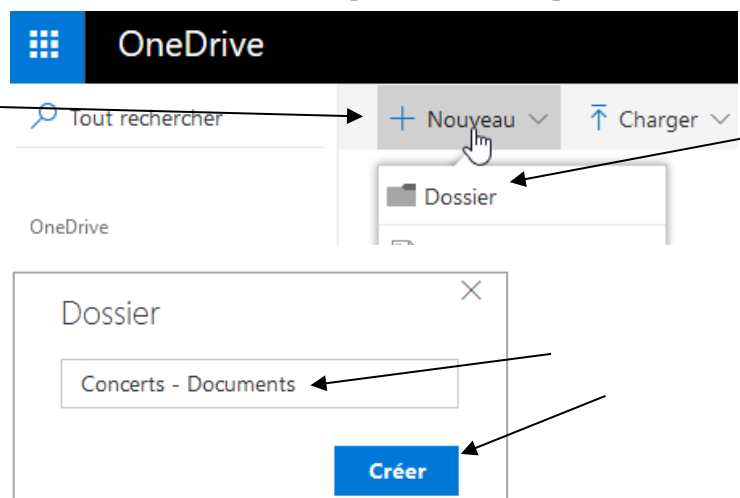 OneDrive
Tout rechercher
Nouveau
Charger
Dossier
OneDrive
Dossier
Concerts - Documents
Créer